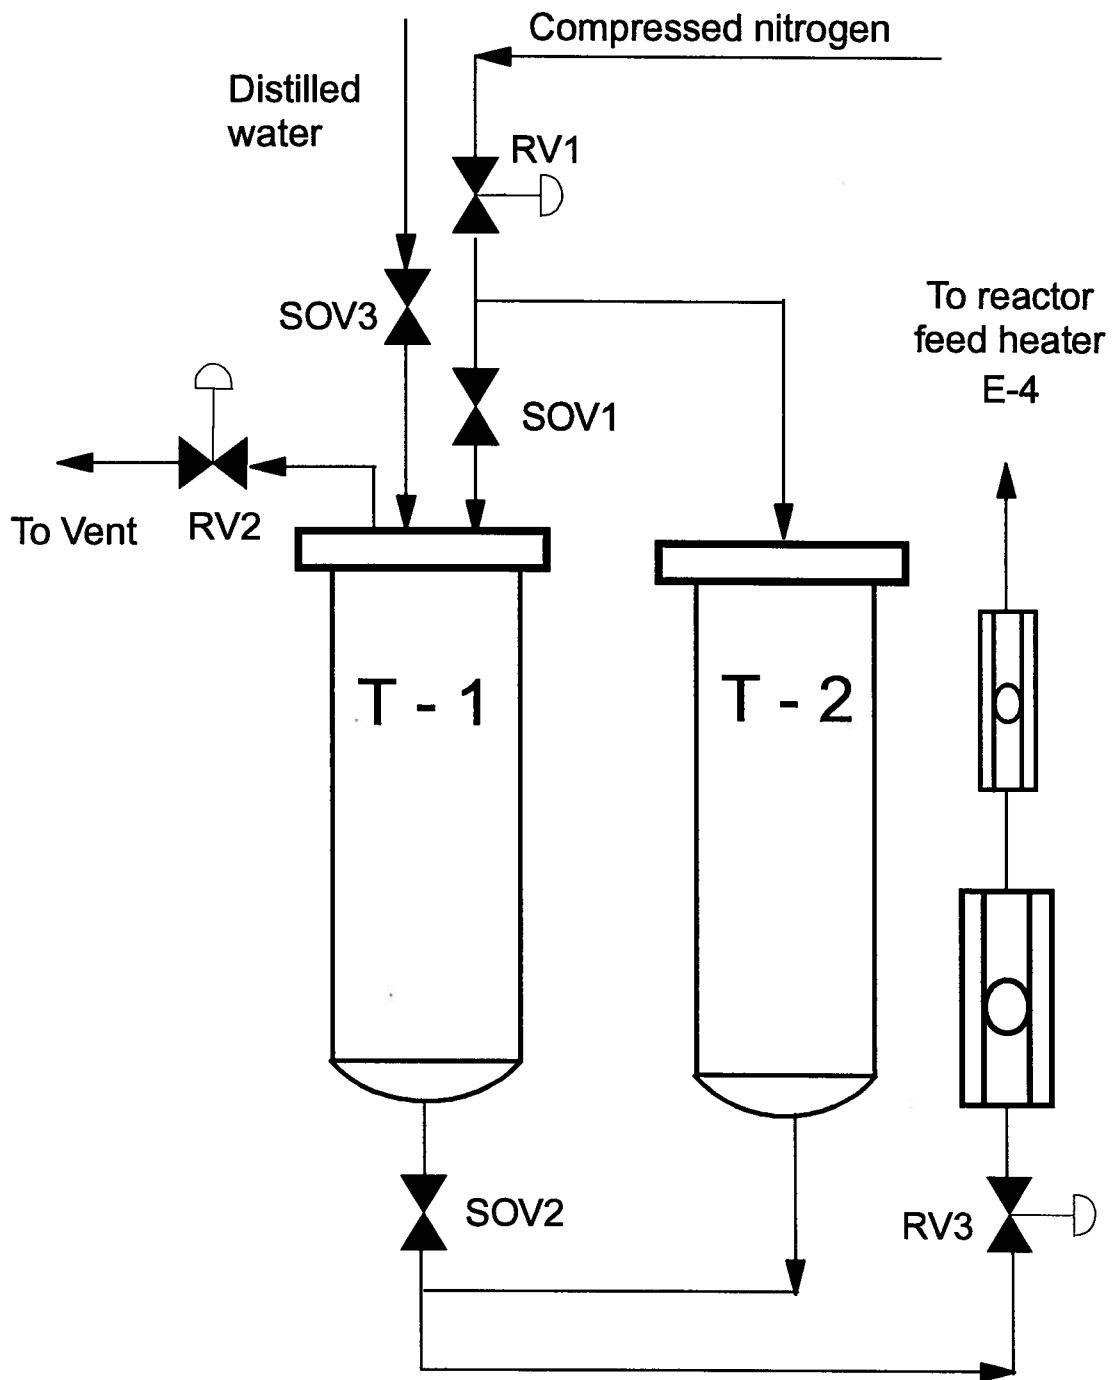 Compressed nitrogen
Distilled
water
RV1
SOV3
To reactor
feed heater
E-4
SOV1
To Vent
RV2
T - 1
T - 2
SOV2
RV3